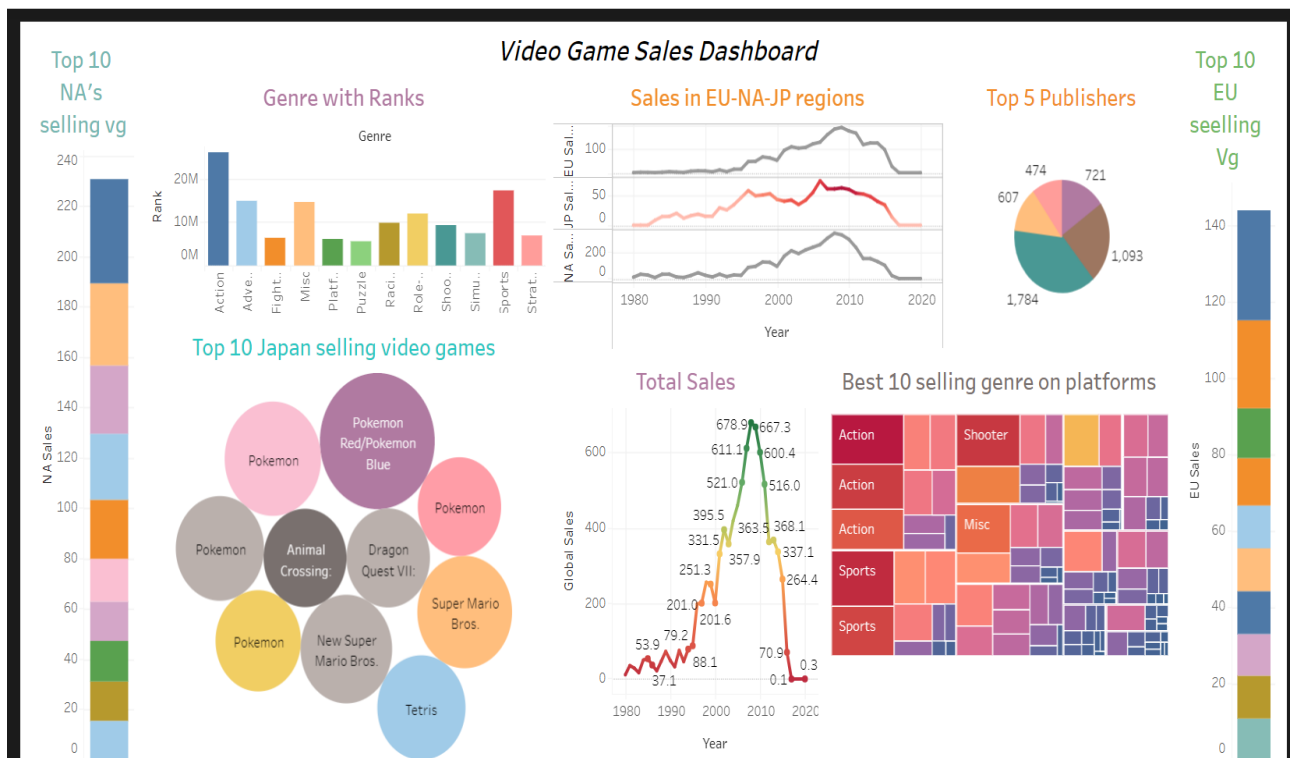 Video Game Sales Dashboard
Top 10
NA's
selling vg
NA Sales
240
220
200
180
160
140
120
100
80
60
40
20
0
Genre with Ranks
Genre
Rank
20M
10M
0M
Action
Adve..
Fight..
Misc
Platf..
Puzzle
Raci..
Role-..
Shoo..
Simu..
Sports
Strat..
Sales in EU-NA-JP regions
EU Sal...
100
JP Sal...
50
0
NA Sa...
200
0
1980
1990
2000
2010
2020
Year
Top 5 Publishers
474
721
607
1,093
1,784
Top 10
EU
seelling
Vg
EU Sales
140
120
100
80
60
40
20
0
Top 10 Japan selling video games
Pokemon
Red/Pokemon
Blue
Pokemon
Pokemon
Pokemon
Animal
Crossing:
Dragon
Quest VII:
Super Mario
Bros.
Pokemon
New Super
Mario Bros.
Tetris
Total Sales
Global Sales
600
400
200
0
678.9
667.3
611.1
600.4
521.0
516.0
395.5
363.5
368.1
331.5
357.9
337.1
251.3
264.4
201.0
201.6
53.9
79.2
88.1
37.1
70.9
0.1
0.3
1980
1990
2000
2010
2020
Year
Best 10 selling genre on platforms
Action
Shooter
Action
Action
Misc
Sports
Sports